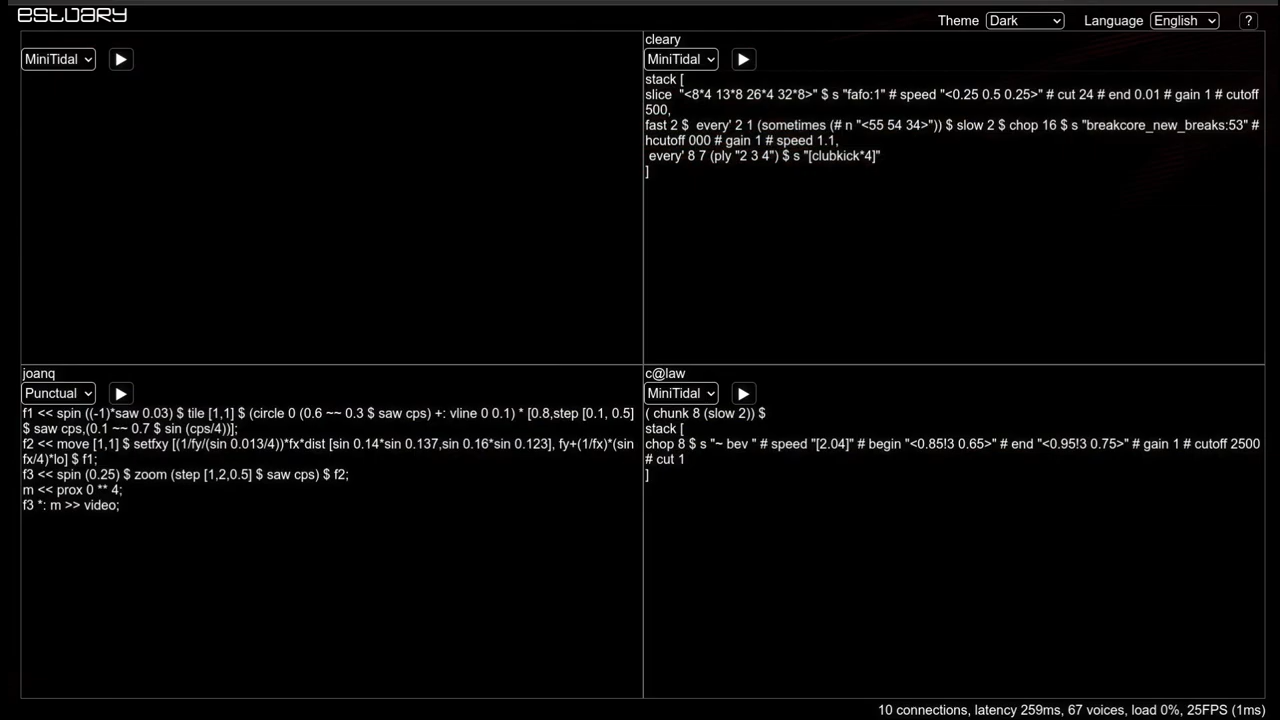 estuary
Theme Dark Language English ?
MiniTidal
cleary
MiniTidal
stack [
slice  "<8*4 13*8 26*4 32*8>" $ s "fafo:1" # speed "<0.25 0.5 0.25>" # cut 24 # end 0.01 # gain 1 # cutoff
500,
fast 2 $  every' 2 1 (sometimes (# n "<55 54 34>")) $ slow 2 $ chop 16 $ s "breakcore_new_breaks:53" #
hcutoff 000 # gain 1 # speed 1.1,
every' 8 7 (ply "2 3 4") $ s "[clubkick*4]"
]
joanq
Punctual
f1 << spin ((-1)*saw 0.03) $ tile [1,1] $ (circle 0 (0.6 ~~ 0.3 $ saw cps) +: vline 0 0.1) * [0.8,step [0.1, 0.5]
$ saw cps,(0.1 ~~ 0.7 $ sin (cps/4))];
f2 << move [1,1] $ setfxy [(1/fy/(sin 0.013/4))*fx*dist [sin 0.14*sin 0.137,sin 0.16*sin 0.123], fy+(1/fx)*(sin
fx/4)*lo] $ f1;
f3 << spin (0.25) $ zoom (step [1,2,0.5] $ saw cps) $ f2;
m << prox 0 ** 4;
f3 *: m >> video;
c@law
MiniTidal
( chunk 8 (slow 2)) $
stack [
chop 8 $ s "~ bev " # speed "[2.04]" # begin "<0.85!3 0.65>" # end "<0.95!3 0.75>" # gain 1 # cutoff 2500
# cut 1
]
10 connections, latency 259ms, 67 voices, load 0%, 25FPS (1ms)